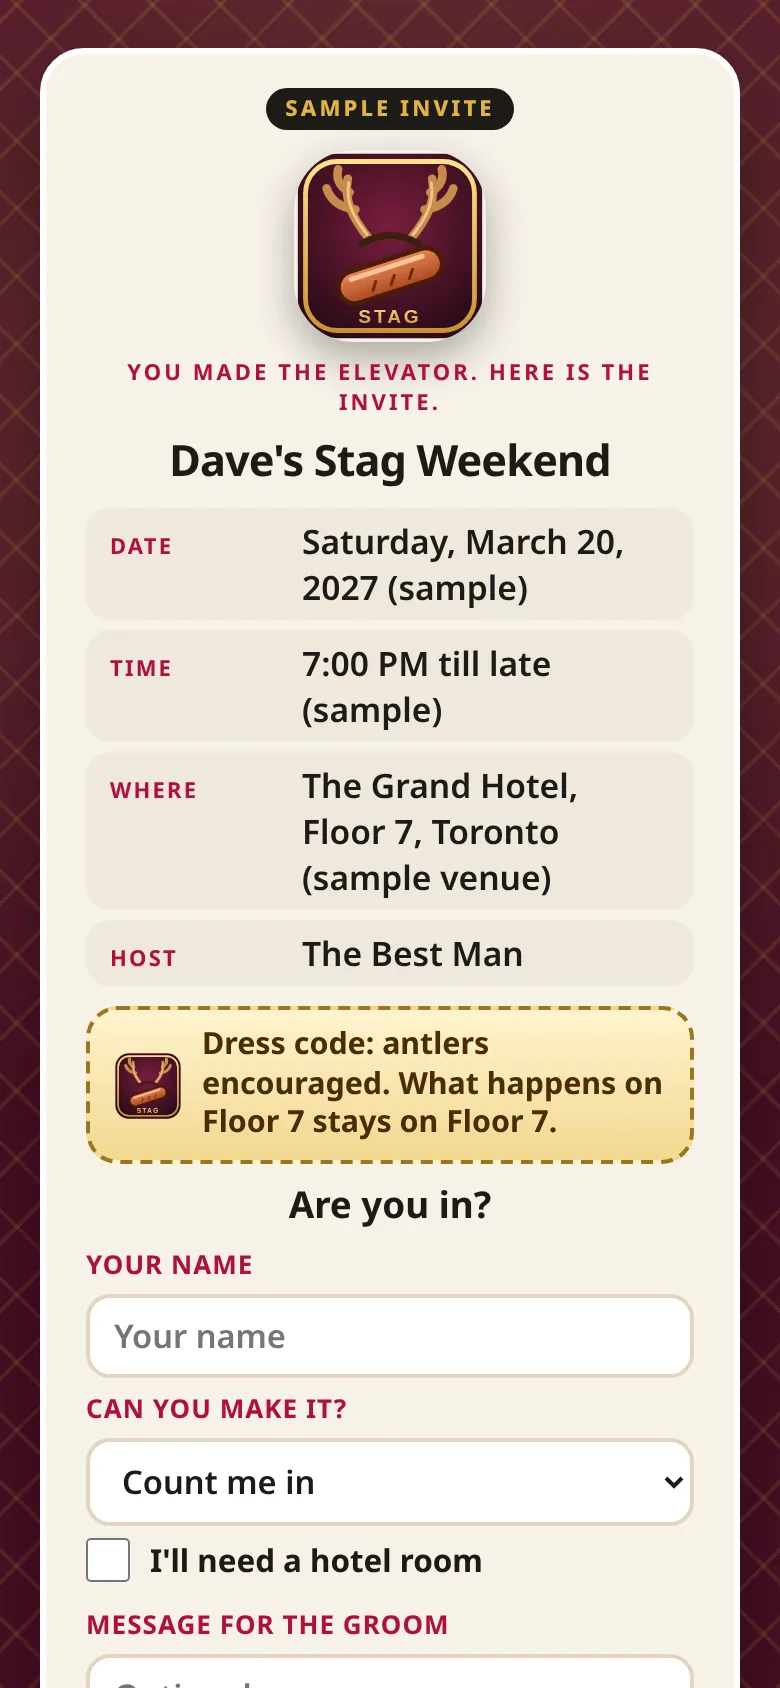 SAMPLE INVITE
STAG
YOU MADE THE ELEVATOR. HERE IS THE
INVITE.
Dave's Stag Weekend
DATE
Saturday, March 20,
2027 (sample)
TIME
7:00 PM till late
(sample)
WHERE
The Grand Hotel,
Floor 7, Toronto
(sample venue)
HOST
The Best Man
STAG
Dress code: antlers
encouraged. What happens on
Floor 7 stays on Floor 7.
Are you in?
YOUR NAME
Your name
CAN YOU MAKE IT?
Count me in
I'll need a hotel room
MESSAGE FOR THE GROOM